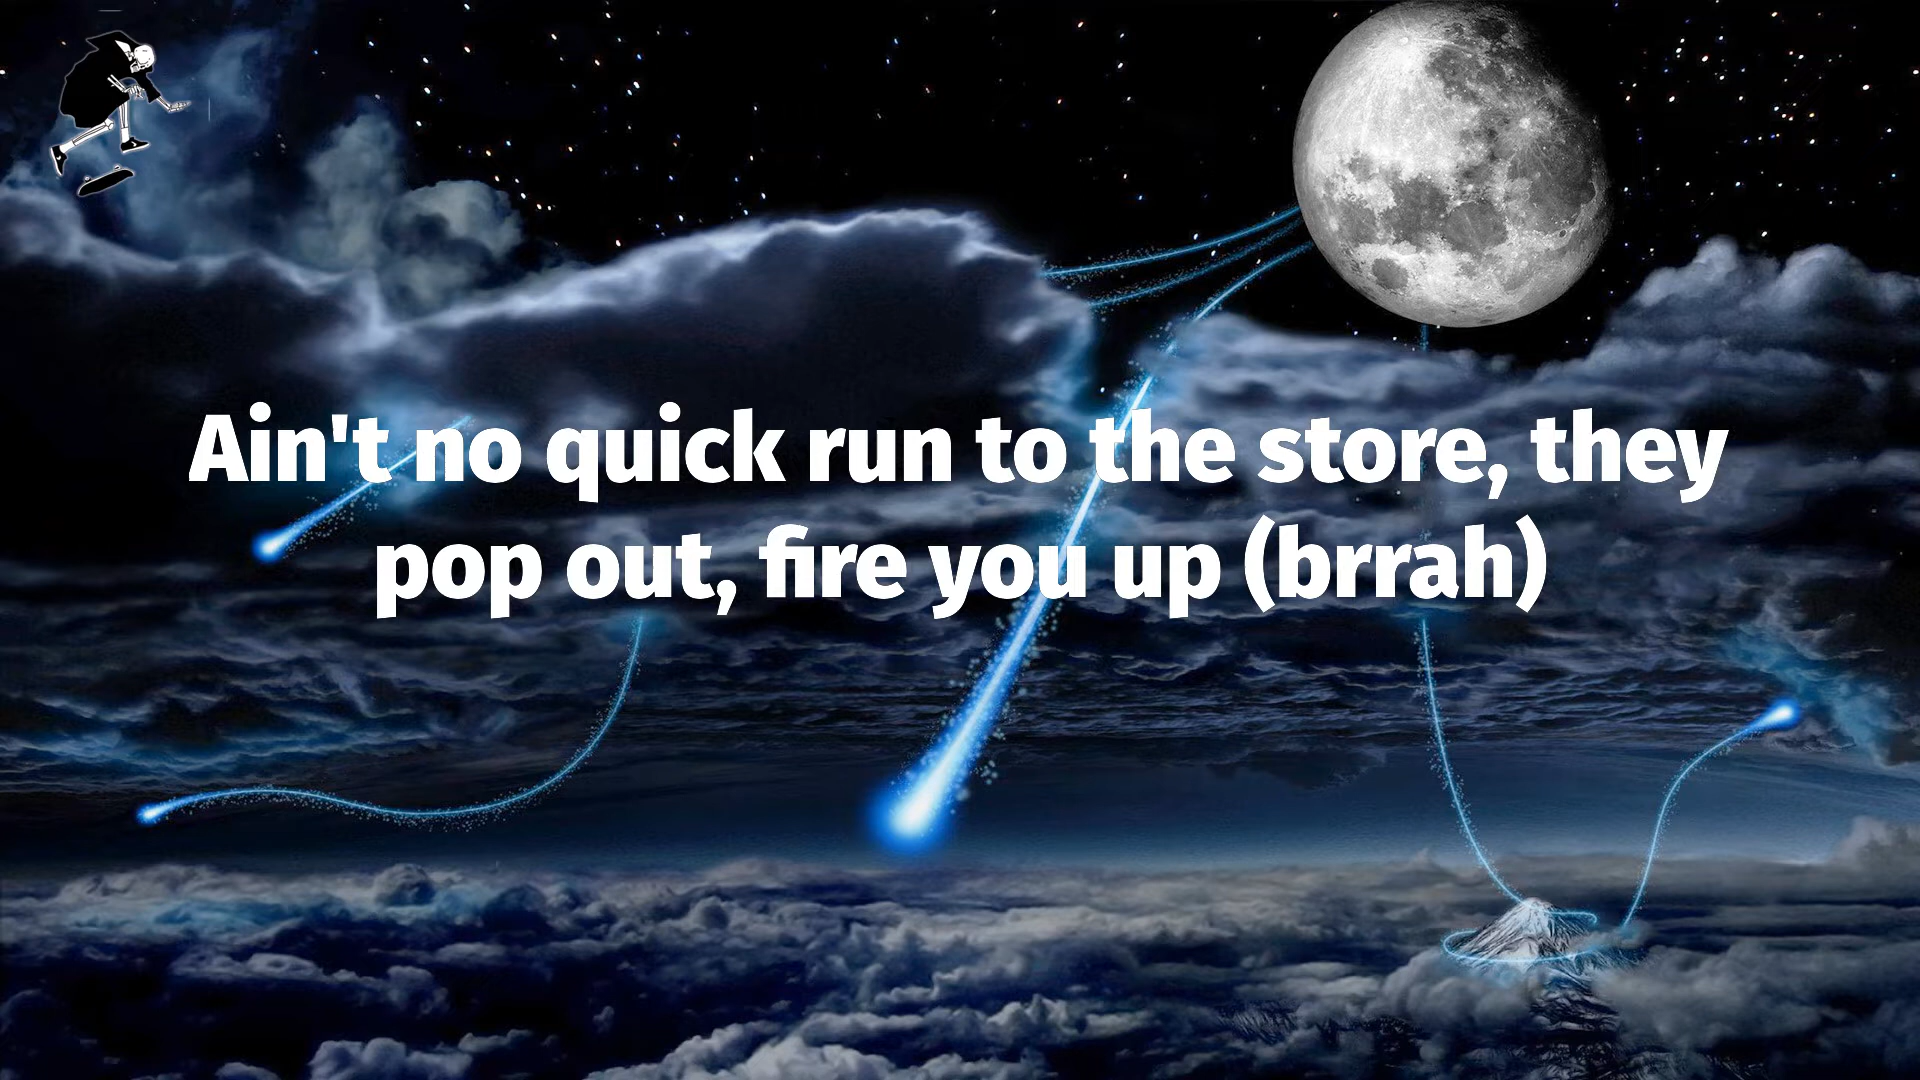 Ain't no quick run to the store, they
pop out, fire you up (brrah)